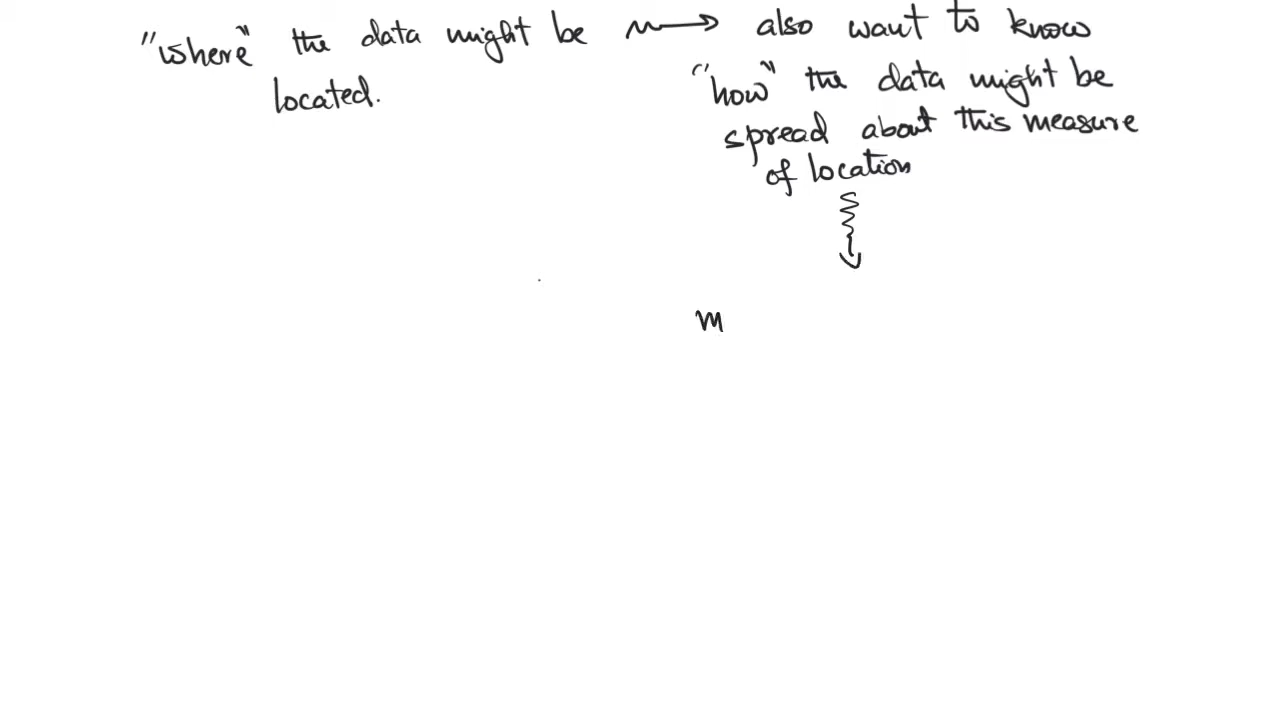 "where" the data might be → also want to know
located.
"how" the data might be
spread about this measure
of location
m